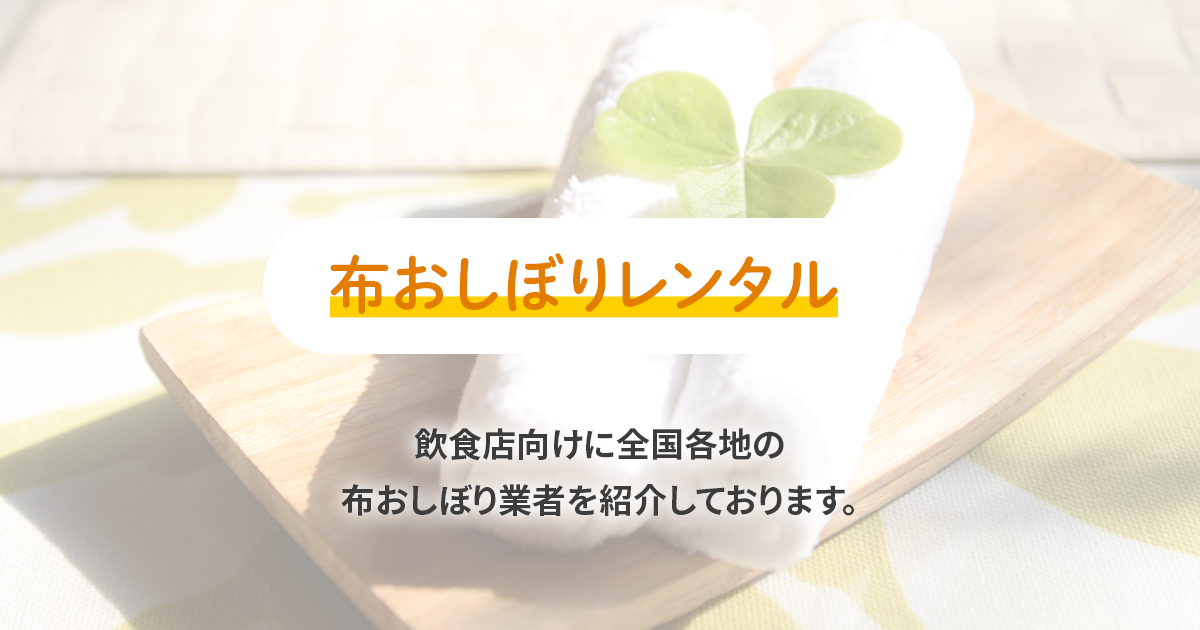 布おしぼりレンタル
飲食店向けに全国各地の
布おしぼり業者を紹介しております。